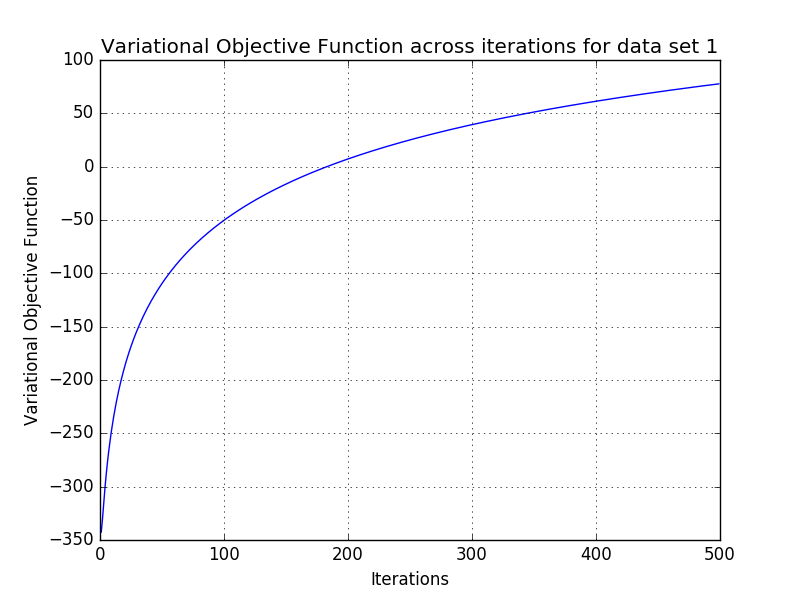 Variational Objective Function across iterations for data set 1
100
50
0
−50
−100
−150
−200
−250
−300
−350
Variational Objective Function
0 100 200 300 400 500
Iterations